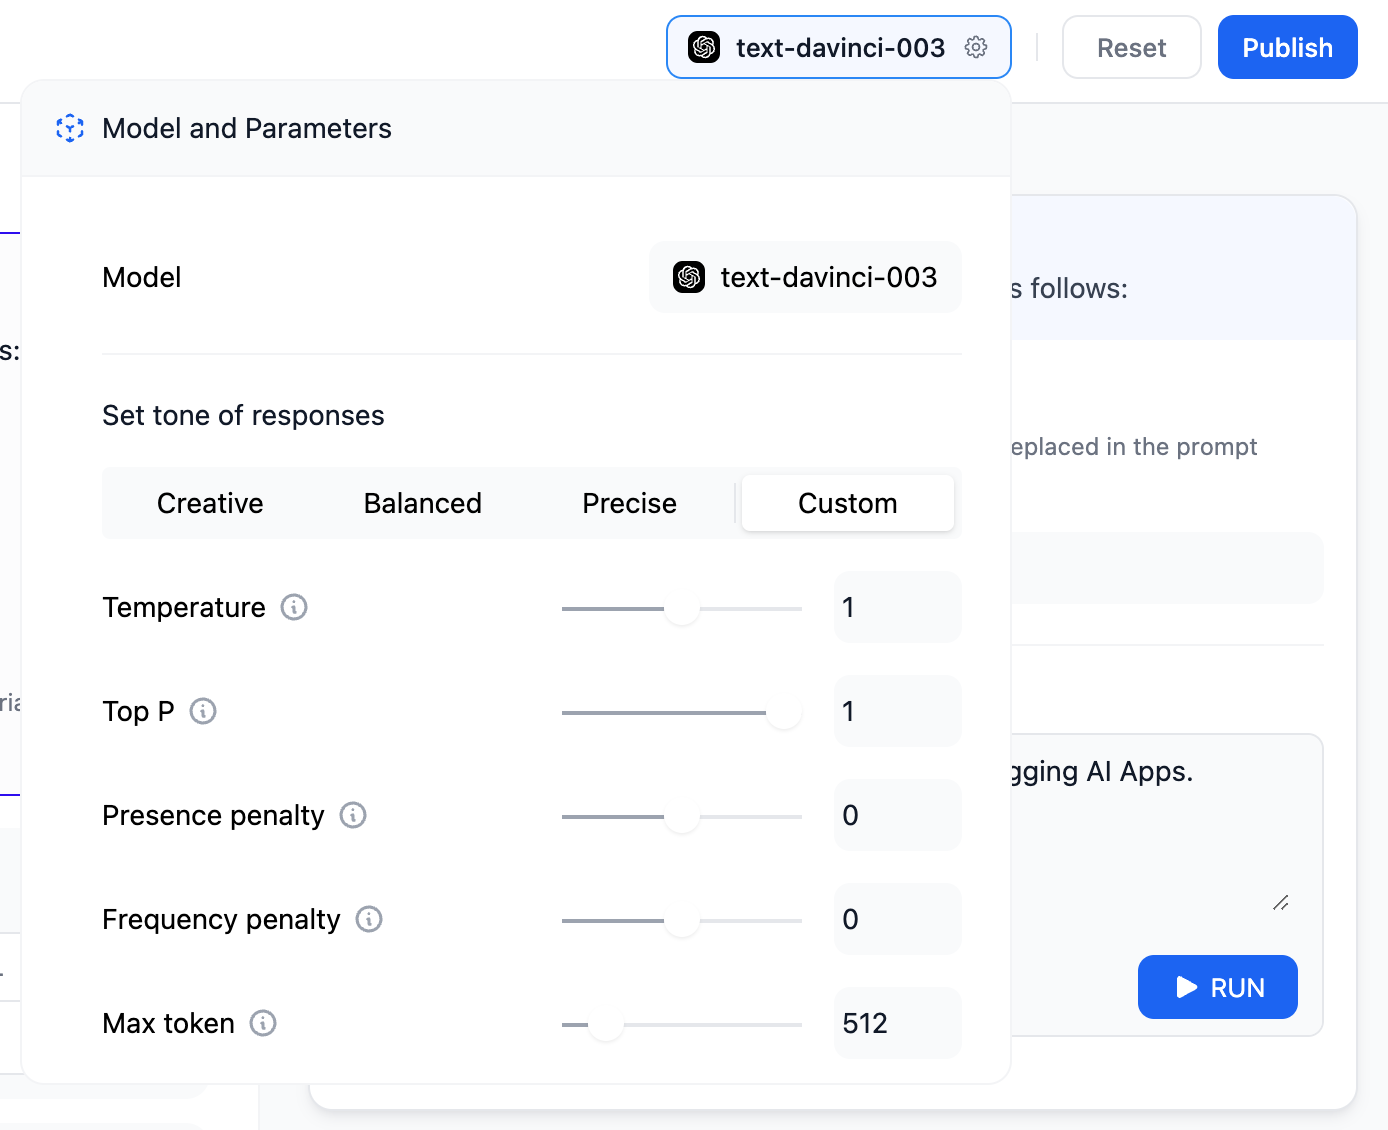 text-davinci-003
Reset
Publish
Model and Parameters
Model
text-davinci-003
s follows:
s:
Set tone of responses
eplaced in the prompt
Creative
Balanced
Precise
Custom
Temperature
1
Top P
1
gging AI Apps.
Presence penalty
0
Frequency penalty
0
RUN
Max token
512